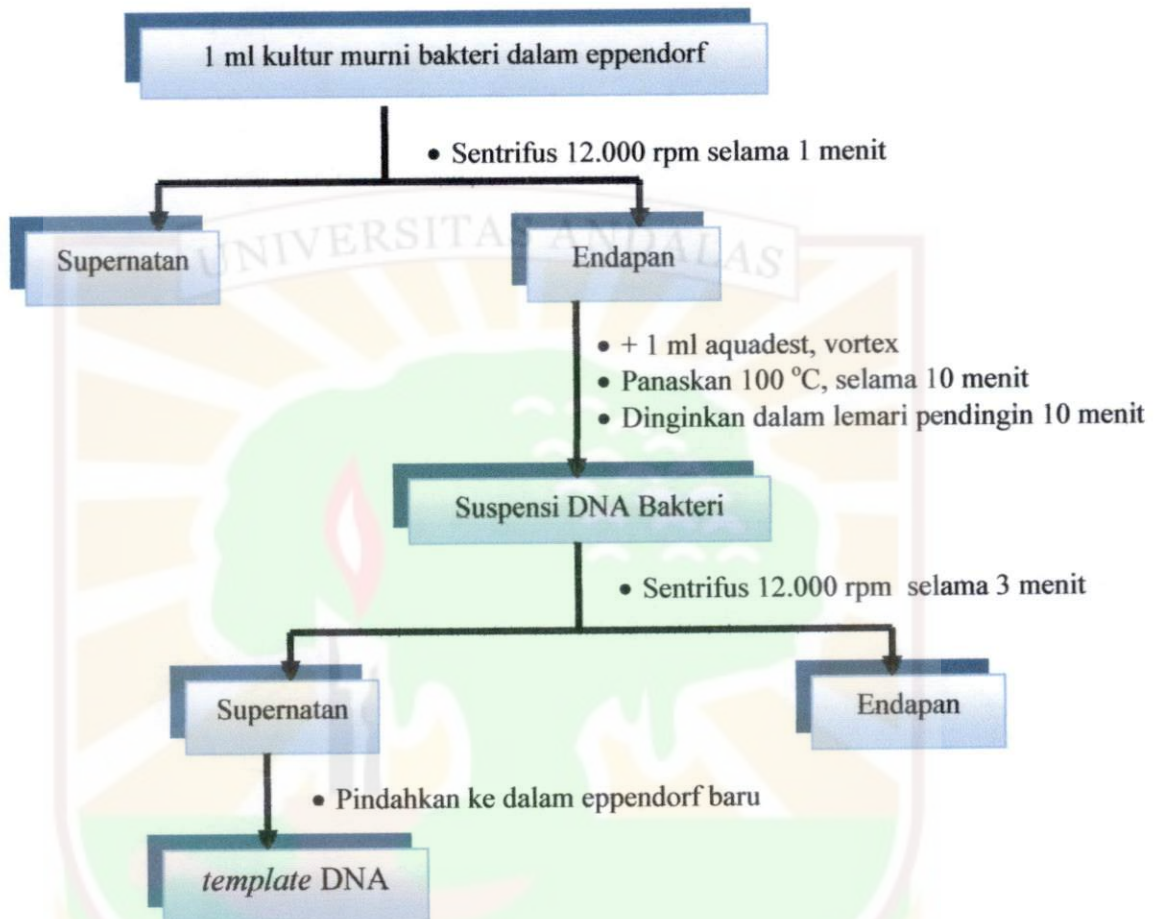 1 ml kultur murni bakteri dalam eppendorf
• Sentrifus 12.000 rpm selama 1 menit
Supernatan
Endapan
UNIVERSITAS ANDALAS
• + 1 ml aquadest, vortex
• Panaskan 100 °C, selama 10 menit
• Dinginkan dalam lemari pendingin 10 menit
Suspensi DNA Bakteri
• Sentrifus 12.000 rpm selama 3 menit
Supernatan
Endapan
• Pindahkan ke dalam eppendorf baru
template DNA